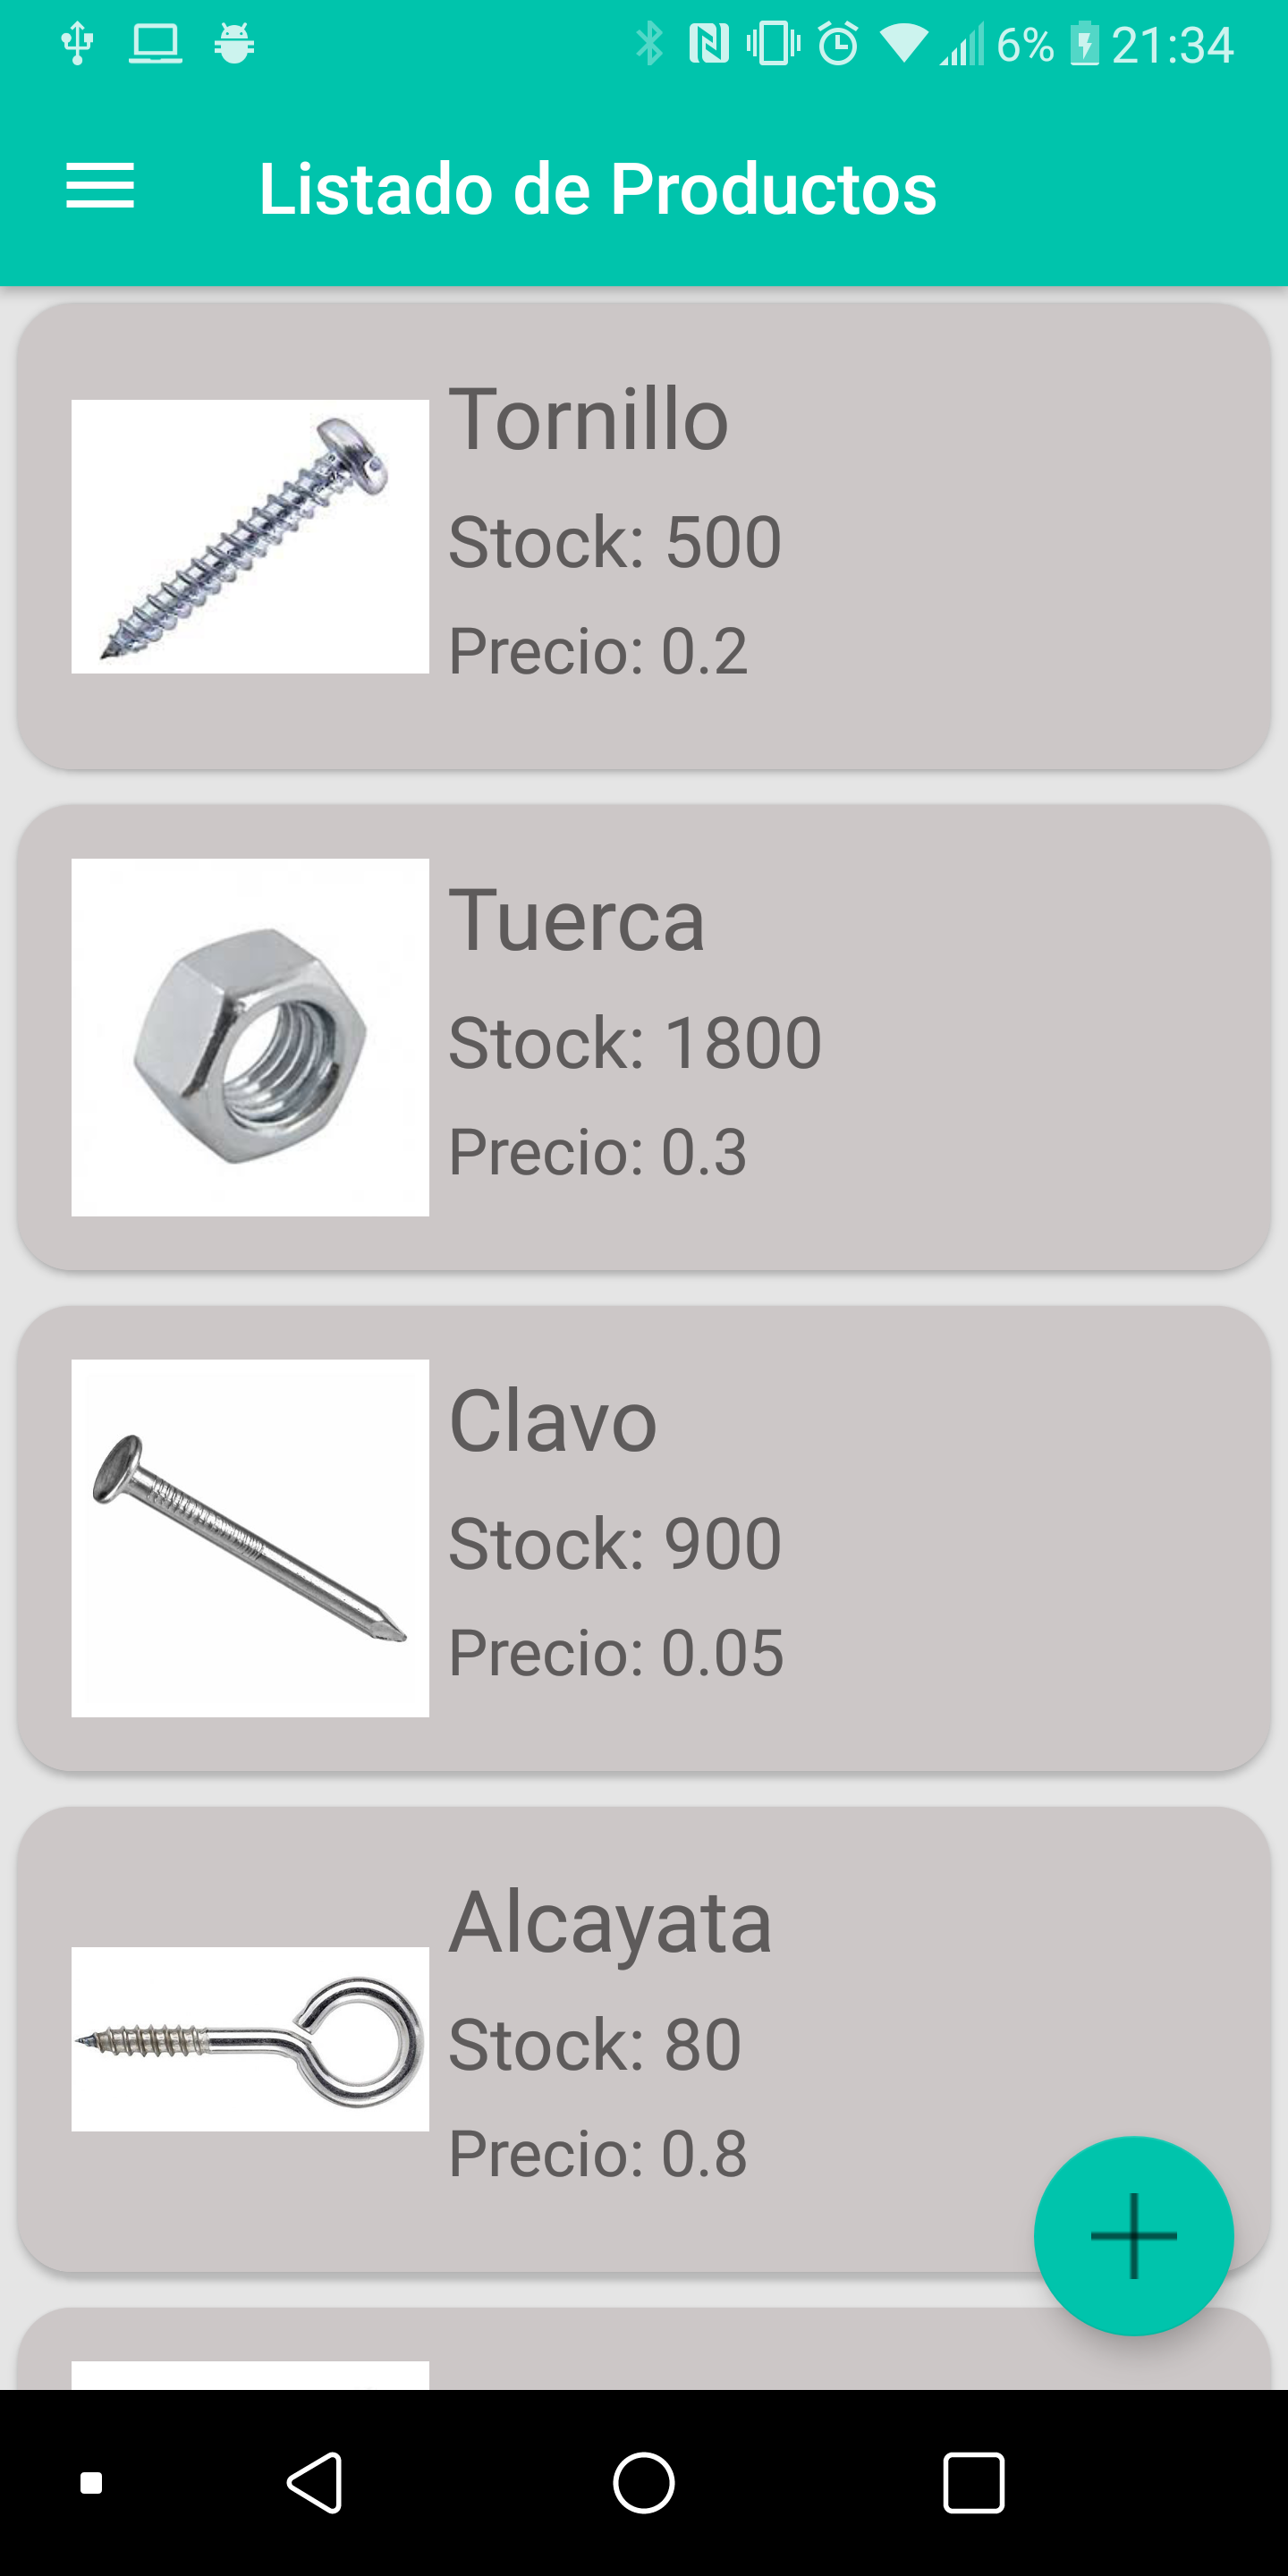 6% 21:34
Listado de Productos
Tornillo
Stock: 500
Precio: 0.2
Tuerca
Stock: 1800
Precio: 0.3
Clavo
Stock: 900
Precio: 0.05
Alcayata
Stock: 80
Precio: 0.8